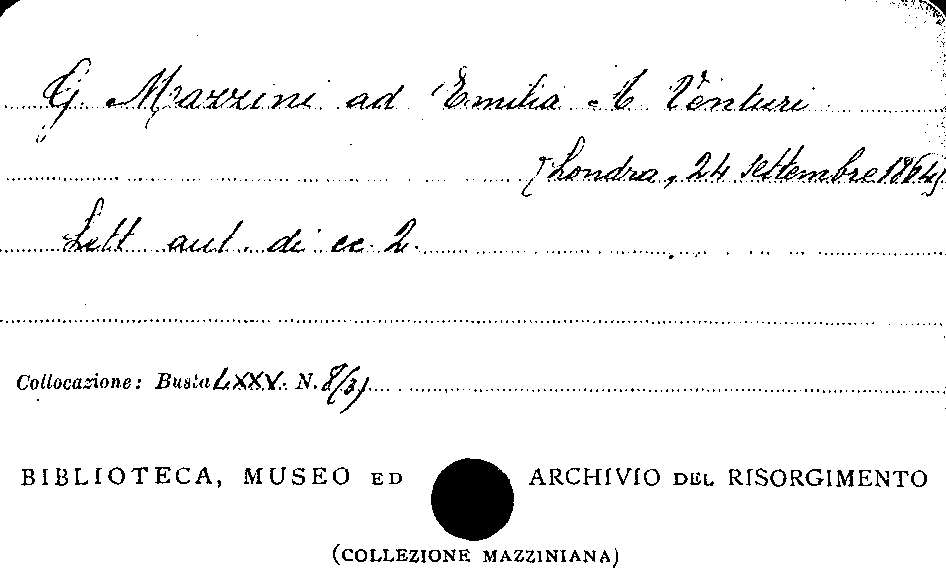 G. Mazzini ad Emilia A Venturi
[Londra, 24 settembre 1864]
Lett aut. di cc. 2.
Collocazione: Busta LXXV. N. 8/31
BIBLIOTECA, MUSEO ED ARCHIVIO DEL RISORGIMENTO
(COLLEZIONE MAZZINIANA)